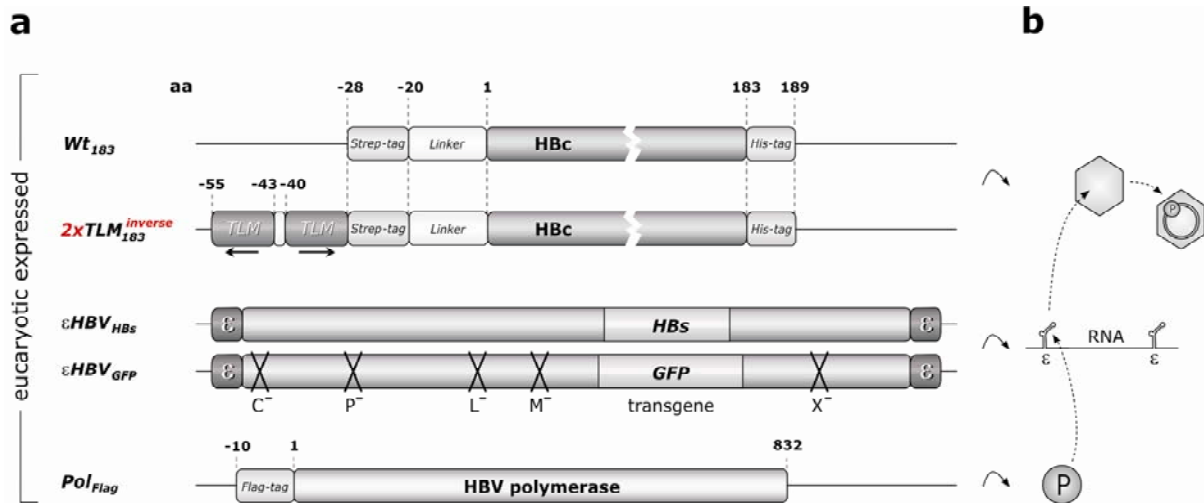 a
b
aa
-28 -20 1 183 189
Wt183
Strep-tag Linker HBc His-tag
-55 -43 -40
2xTLM183 inverse
TLM TLM Strep-tag Linker HBc His-tag
P
εHBVHBs
ε HBs ε
εHBVGFP
ε GFP ε
C⁻ P⁻ L⁻ M⁻ transgene X⁻
RNA
ε ε
-10 1 832
PolFlag
Flag-tag HBV polymerase
P
eucaryotic expressed